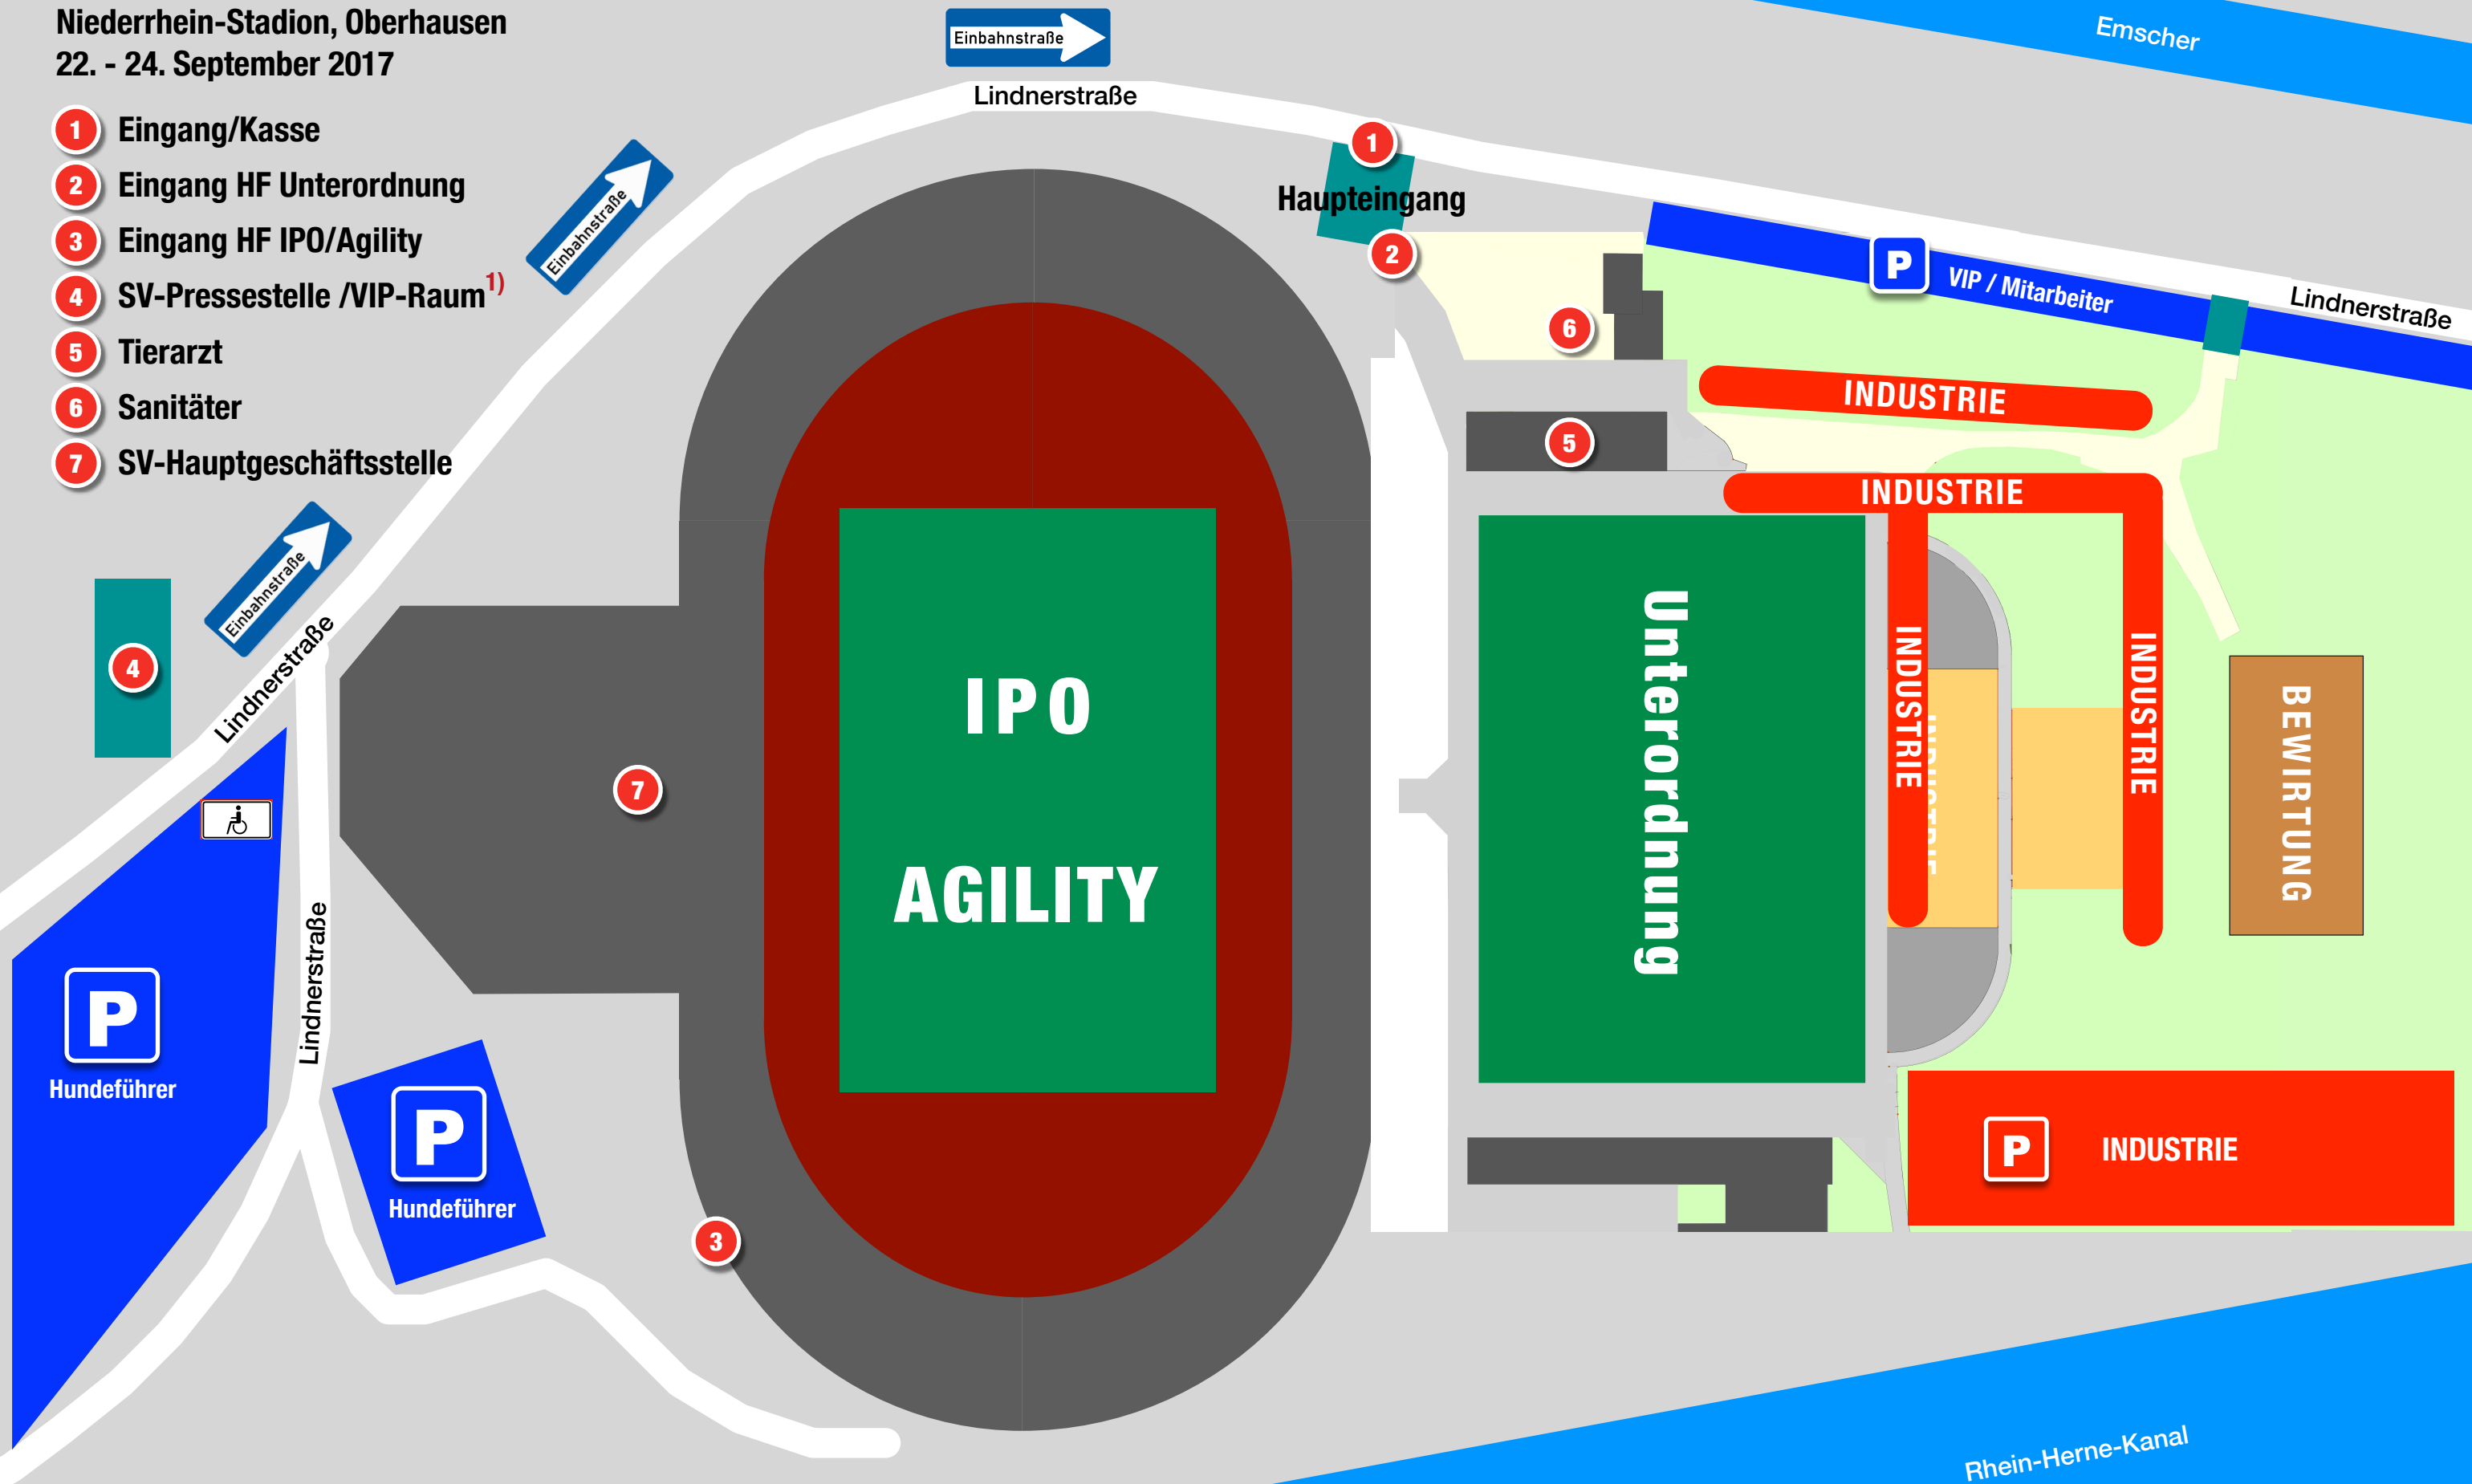 Niederrhein-Stadion, Oberhausen
22. - 24. September 2017
1 Eingang/Kasse
2 Eingang HF Unterordnung
3 Eingang HF IPO/Agility
4 SV-Pressestelle /VIP-Raum1)
5 Tierarzt
6 Sanitäter
7 SV-Hauptgeschäftsstelle
Einbahnstraße
Lindnerstraße
Einbahnstraße
Einbahnstraße
Lindnerstraße
4
Lindnerstraße
P
Hundeführer
P
Hundeführer
7
3
IPO
AGILITY
1
Haupteingang
2
6
5
Emscher
P VIP / Mitarbeiter
Lindnerstraße
INDUSTRIE
INDUSTRIE
Unterordnung
INDUSTRIE
INDUSTRIE
INDUSTRIE
BEWIRTUNG
P INDUSTRIE
Rhein-Herne-Kanal